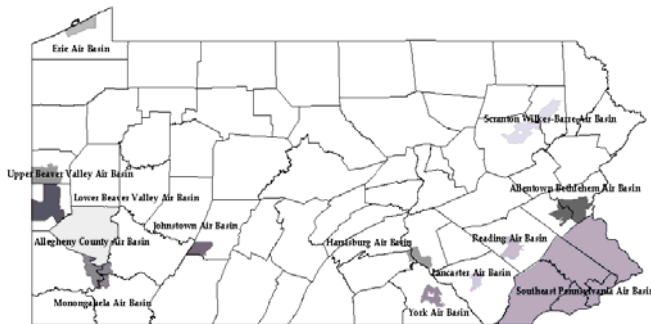 Erie Air Basin
Scranton Wilkes-Barre Air Basin
Upper Beaver Valley Air Basin
Allentown Bethlehem Air Basin
Lower Beaver Valley Air Basin
Johnstown Air Basin
Allegheny County Air Basin
Harrisburg Air Basin
Reading Air Basin
Lancaster Air Basin
Southeast Pennsylvania Air Basin
Monongahela Air Basin
York Air Basin